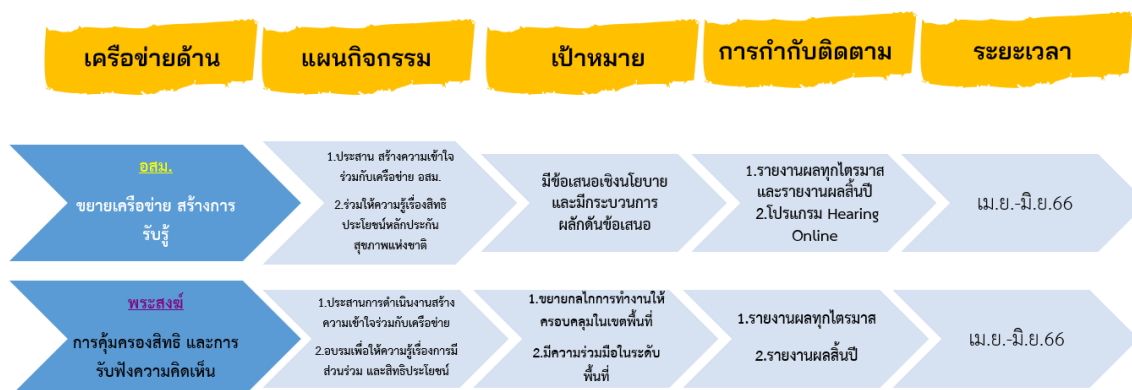 เครือข่ายด้าน
แผนกิจกรรม
เป้าหมาย
การกำกับติดตาม
ระยะเวลา
อสม.
ขยายเครือข่าย สร้างการ
รับรู้
1.ประสาน สร้างความเข้าใจ
ร่วมกับเครือข่าย อสม.
2.ร่วมให้ความรู้เรื่องสิทธิ
ประโยชน์หลักประกัน
สุขภาพแห่งชาติ
มีข้อเสนอเชิงนโยบาย
และมีกระบวนการ
ผลักดันข้อเสนอ
1.รายงานผลทุกไตรมาส
และรายงานผลสิ้นปี
2.โปรแกรม Hearing
Online
เม.ย.-มิ.ย.66
พระสงฆ์
การคุ้มครองสิทธิ และการ
รับฟังความคิดเห็น
1.ประสานการดำเนินงานสร้าง
ความเข้าใจร่วมกับเครือข่าย
2.อบรมเพื่อให้ความรู้เรื่องการมี
ส่วนร่วม และสิทธิประโยชน์
1.ขยายกลไกการทำงานให้
ครอบคลุมในเขตพื้นที่
2.มีความร่วมมือในระดับ
พื้นที่
1.รายงานผลทุกไตรมาส
2.รายงานผลสิ้นปี
เม.ย.-มิ.ย.66